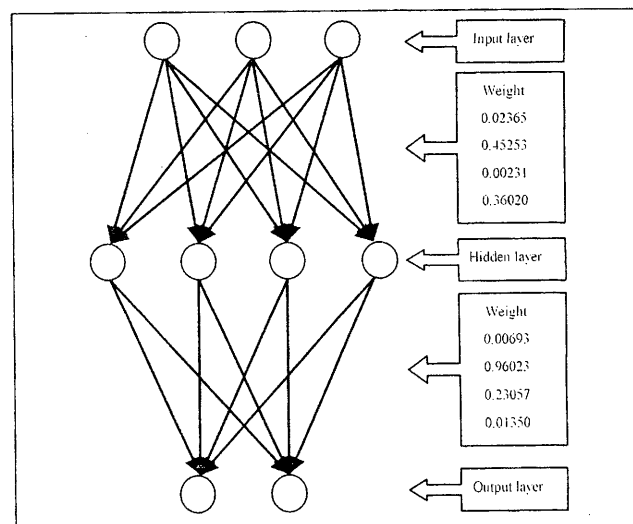 Input layer
Weight
0.02365
0.45253
0.00231
0.36020
Hidden layer
Weight
0.00693
0.96023
0.23057
0.01350
Output layer